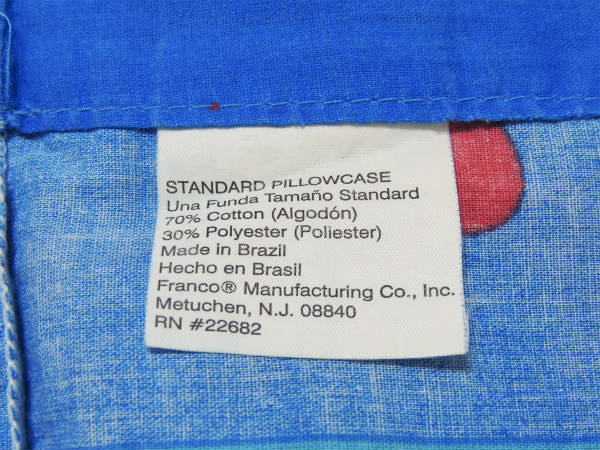 STANDARD PILLOWCASE
Una Funda Tamaño Standard
70% Cotton (Algodón)
30% Polyester (Poliester)
Made in Brazil
Hecho en Brasil
Franco® Manufacturing Co., Inc.
Metuchen, N.J. 08840
RN #22682